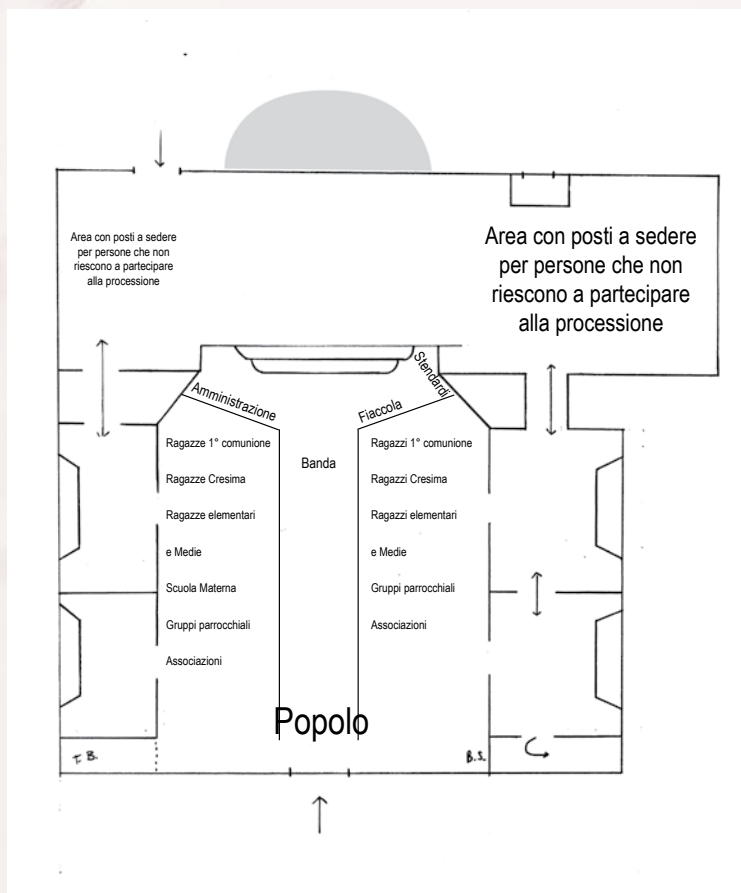 Area con posti a sedere
per persone che non
riescono a partecipare
alla processione
Area con posti a sedere
per persone che non
riescono a partecipare
alla processione
Amministrazione
Fiaccola
Stendardi
Ragazze 1° comunione
Ragazze Cresima
Ragazze elementari
e Medie
Scuola Materna
Gruppi parrocchiali
Associazioni
Banda
Ragazzi 1° comunione
Ragazzi Cresima
Ragazzi elementari
e Medie
Gruppi parrocchiali
Associazioni
Popolo
T. B.
B.S.